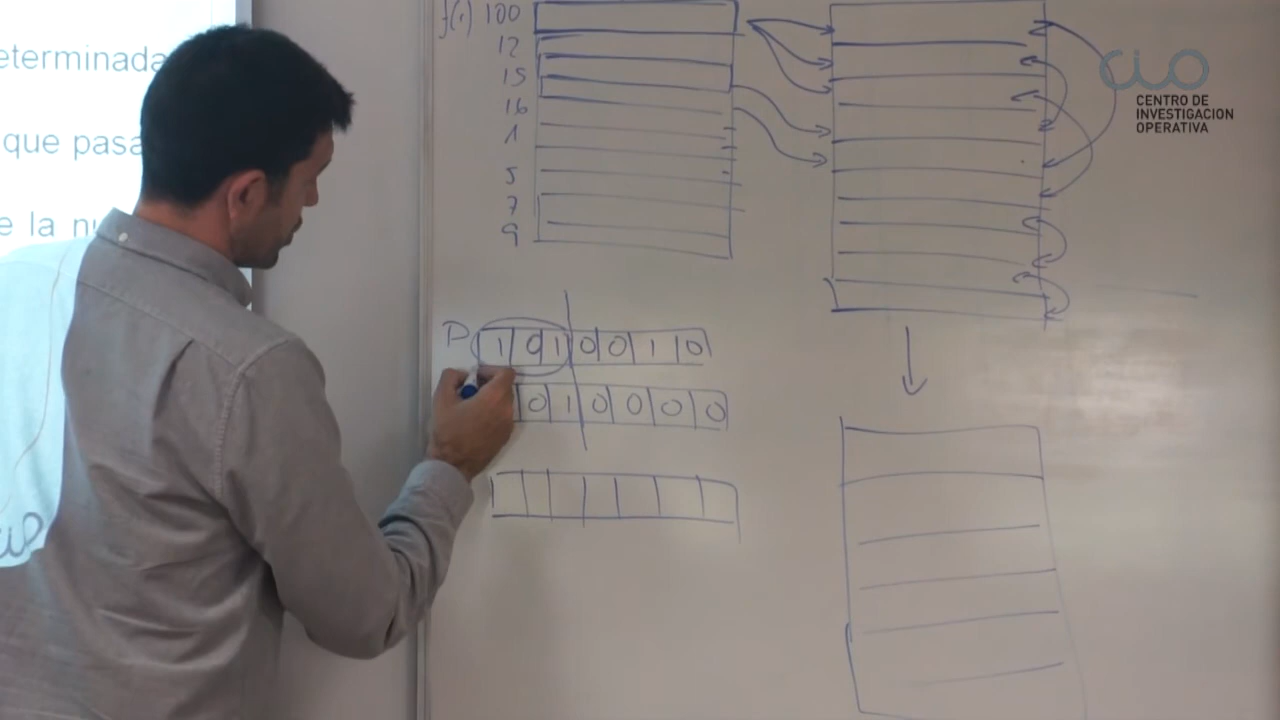 eterminada
que pasa
e la nu
f(i) 100
12
15
16
1
5
7
9
P 1 0 1 0 0 1 0
0 1 0 0 0 0
CIO
CENTRO DE
INVESTIGACION
OPERATIVA